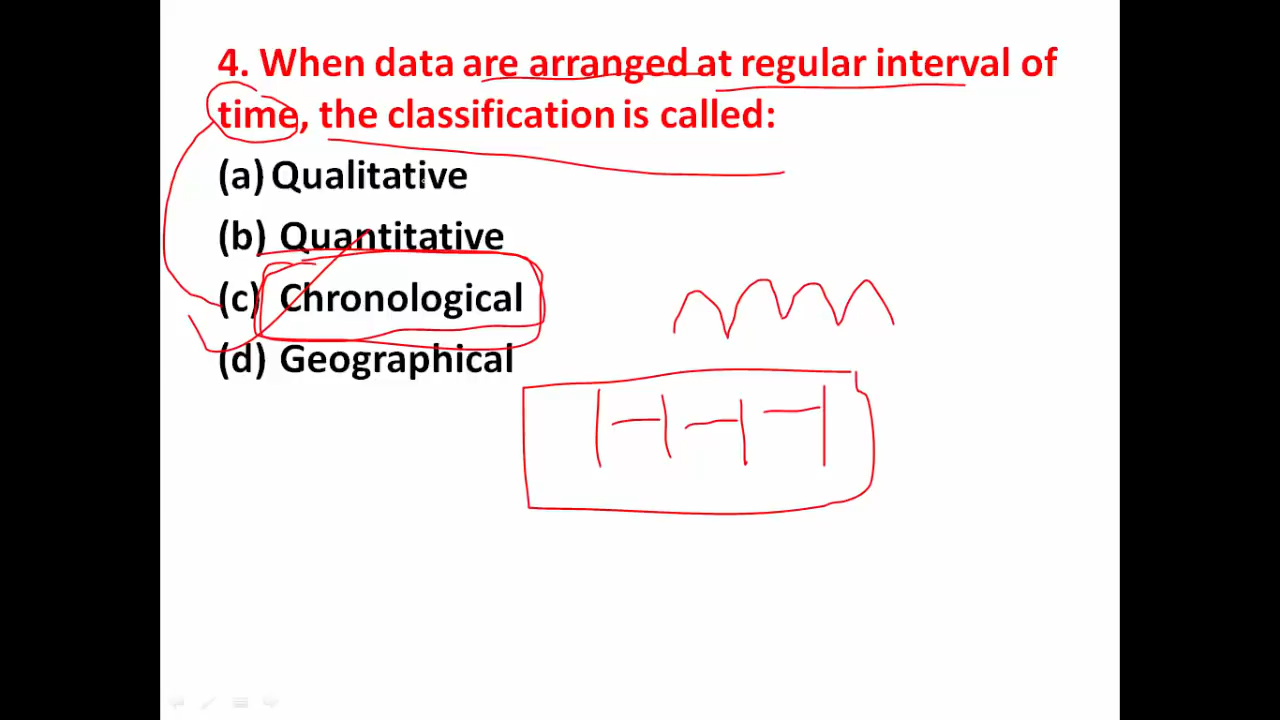 4. When data are arranged at regular interval of
time, the classification is called:
(a) Qualitative
(b) Quantitative
(c) Chronological
(d) Geographical